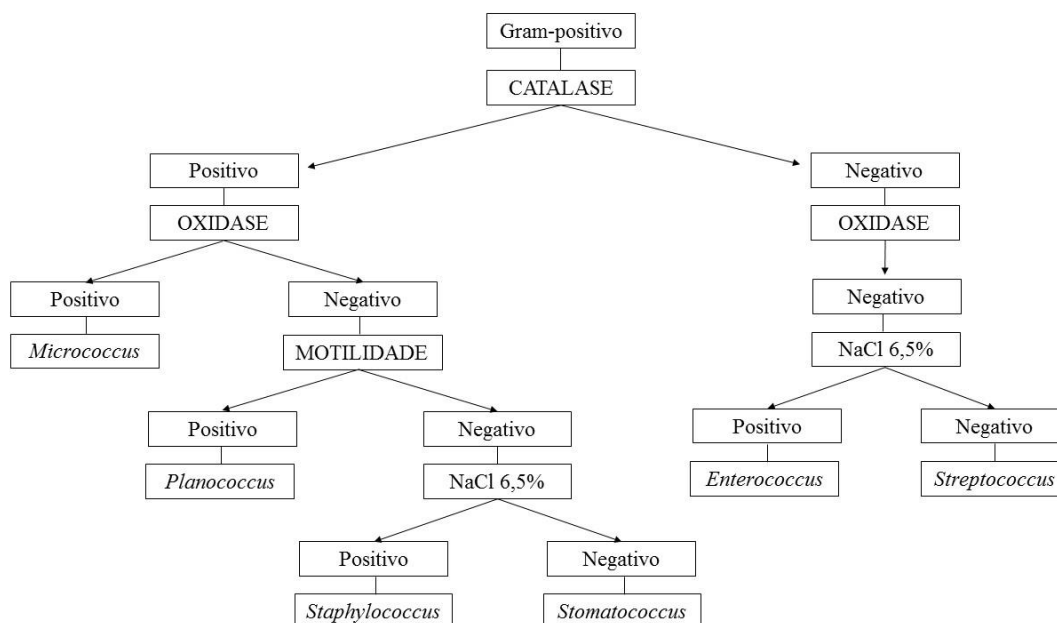 Gram-positivo
CATALASE
Positivo
Negativo
OXIDASE
OXIDASE
Positivo
Negativo
Negativo
Micrococcus
MOTILIDADE
NaCl 6,5%
Positivo
Negativo
Positivo
Negativo
Planococcus
NaCl 6,5%
Enterococcus
Streptococcus
Positivo
Negativo
Staphylococcus
Stomatococcus